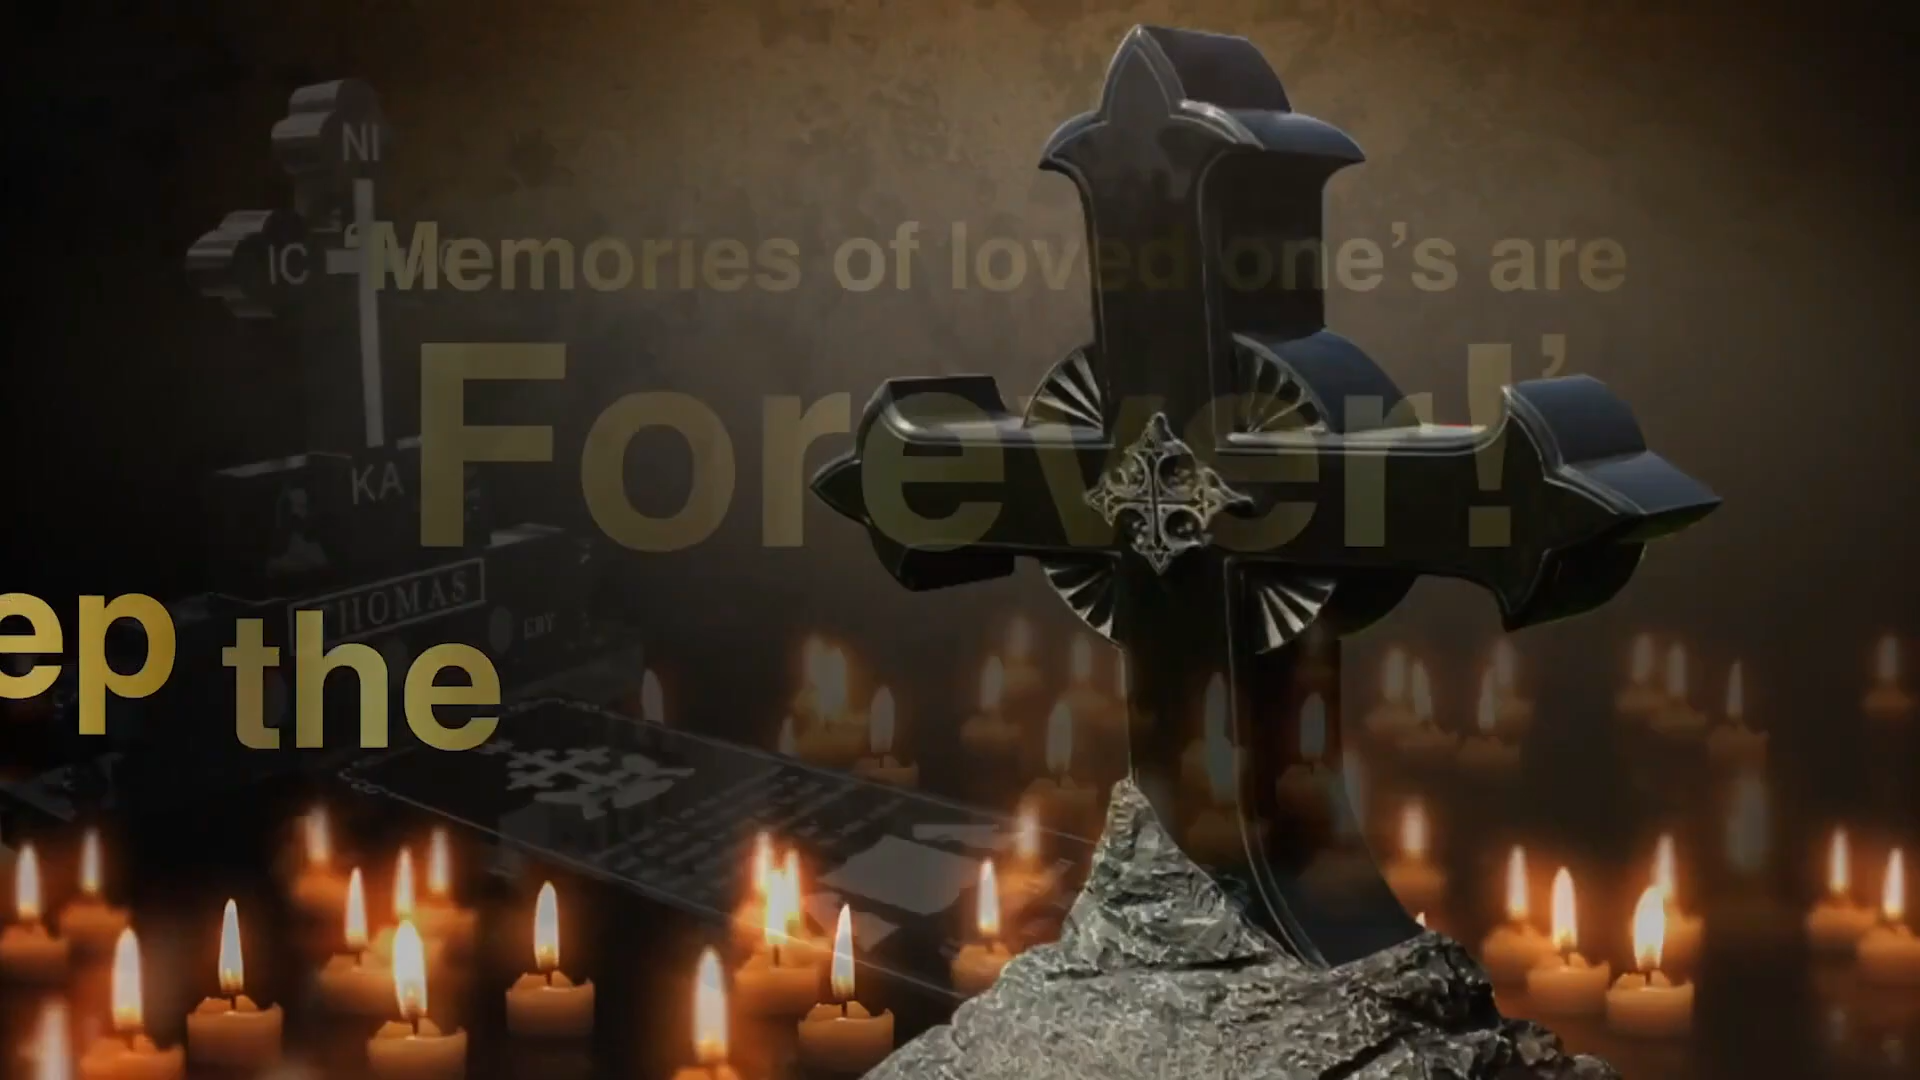 NI
IC
Memories of loved one's are
Forever!'
KA
THOMAS
ep the